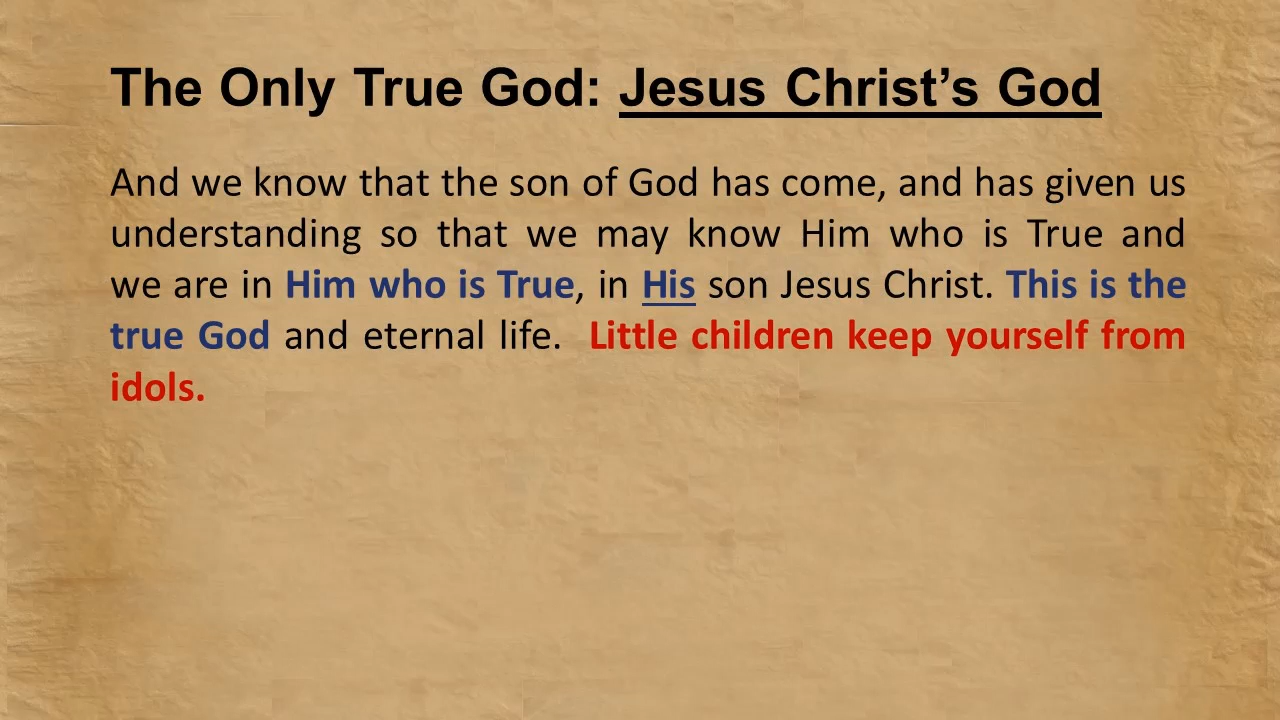 The Only True God: Jesus Christ’s God
And we know that the son of God has come, and has given us
understanding so that we may know Him who is True and
we are in Him who is True, in His son Jesus Christ. This is the
true God and eternal life.  Little children keep yourself from
idols.